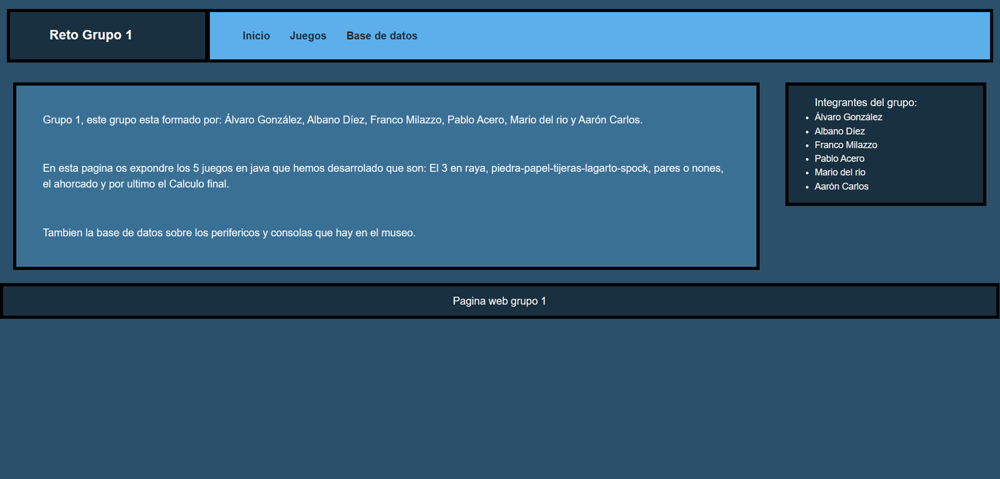 Reto Grupo 1
Inicio Juegos Base de datos
Grupo 1, este grupo esta formado por: Álvaro González, Albano Díez, Franco Milazzo, Pablo Acero, Mario del rio y Aarón Carlos.
En esta pagina os expondre los 5 juegos en java que hemos desarrolado que son: El 3 en raya, piedra-papel-tijeras-lagarto-spock, pares o nones,
el ahorcado y por ultimo el Calculo final.
Tambien la base de datos sobre los perifericos y consolas que hay en el museo.
Integrantes del grupo:
• Álvaro González
• Albano Díez
• Franco Milazzo
• Pablo Acero
• Mario del rio
• Aarón Carlos
Pagina web grupo 1